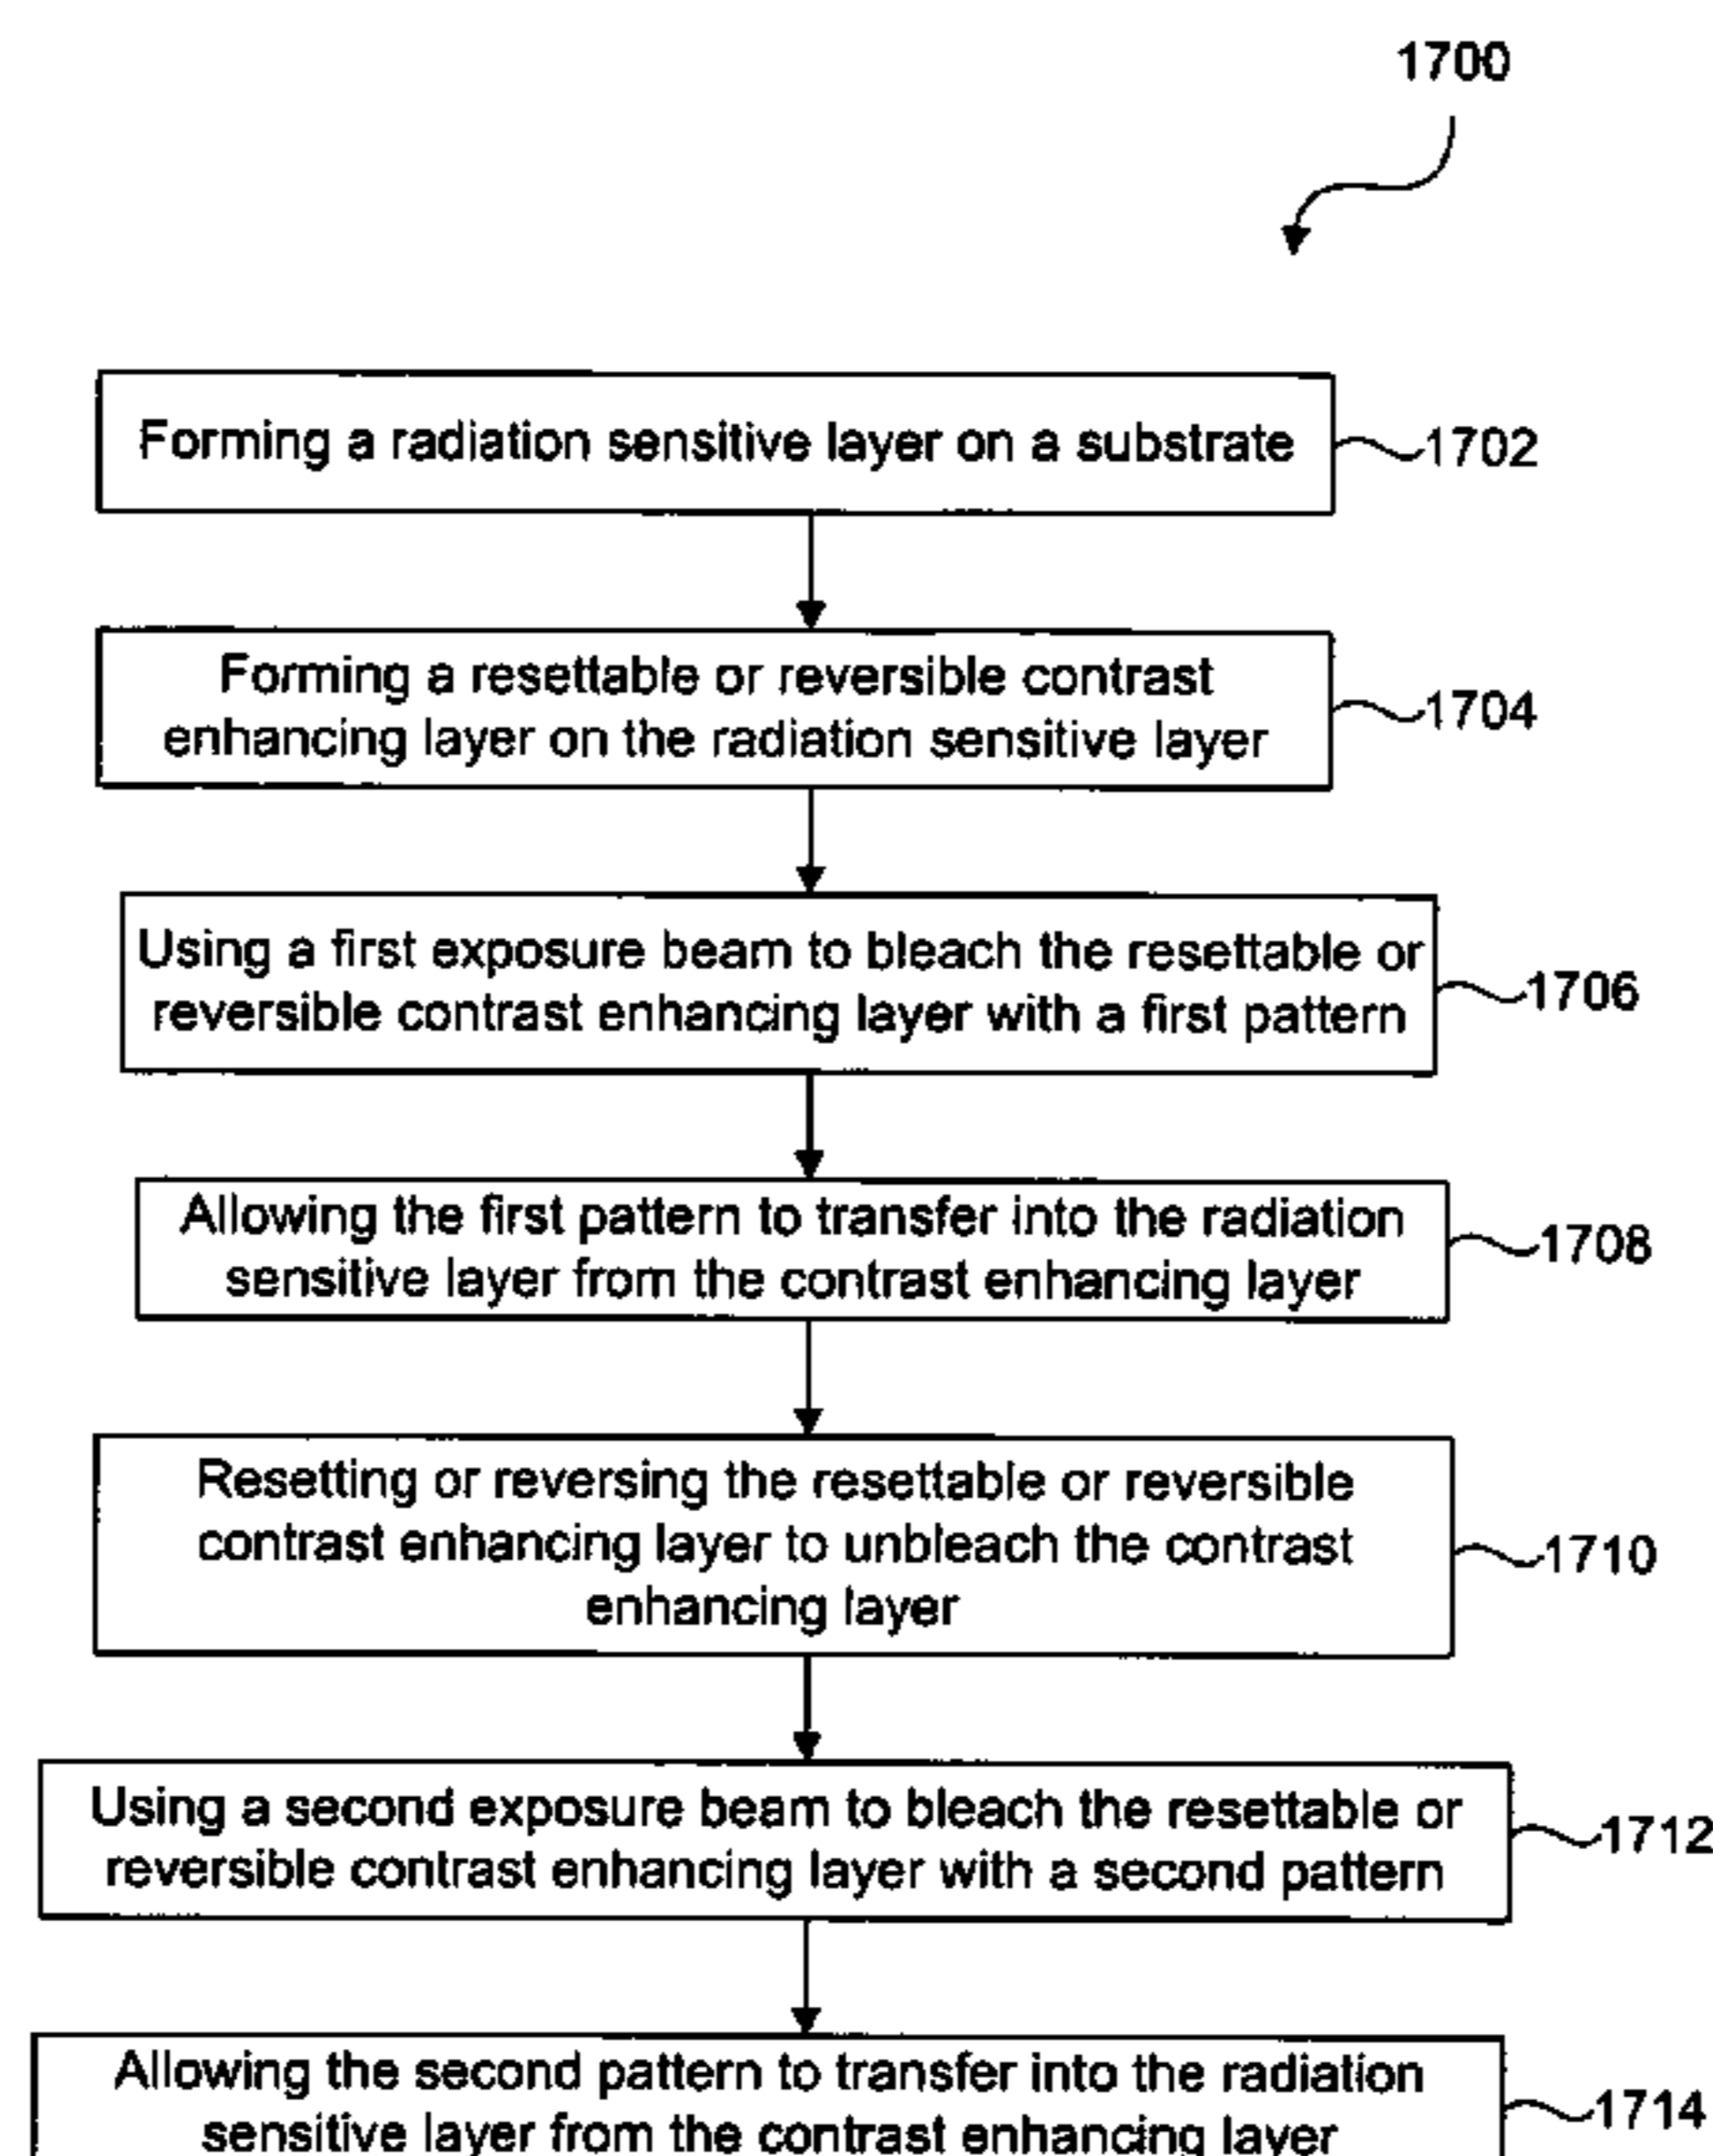 1700
Forming a radiation sensitive layer on a substrate
1702
Forming a resettable or reversible contrast
enhancing layer on the radiation sensitive layer
1704
Using a first exposure beam to bleach the resettable or
reversible contrast enhancing layer with a first pattern
1706
Allowing the first pattern to transfer into the radiation
sensitive layer from the contrast enhancing layer
1708
Resetting or reversing the resettable or reversible
contrast enhancing layer to unbleach the contrast
enhancing layer
1710
Using a second exposure beam to bleach the resettable or
reversible contrast enhancing layer with a second pattern
1712
Allowing the second pattern to transfer into the radiation
sensitive layer from the contrast enhancing layer
1714